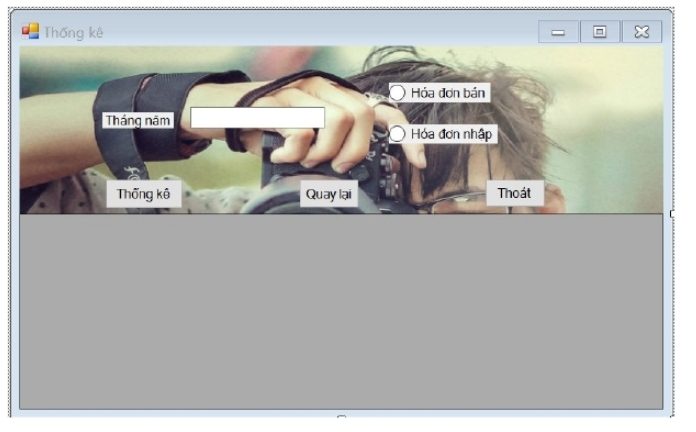 Thống kê
Hóa đơn bán
Tháng năm
Hóa đơn nhập
Thống kê
Quay lại
Thoát